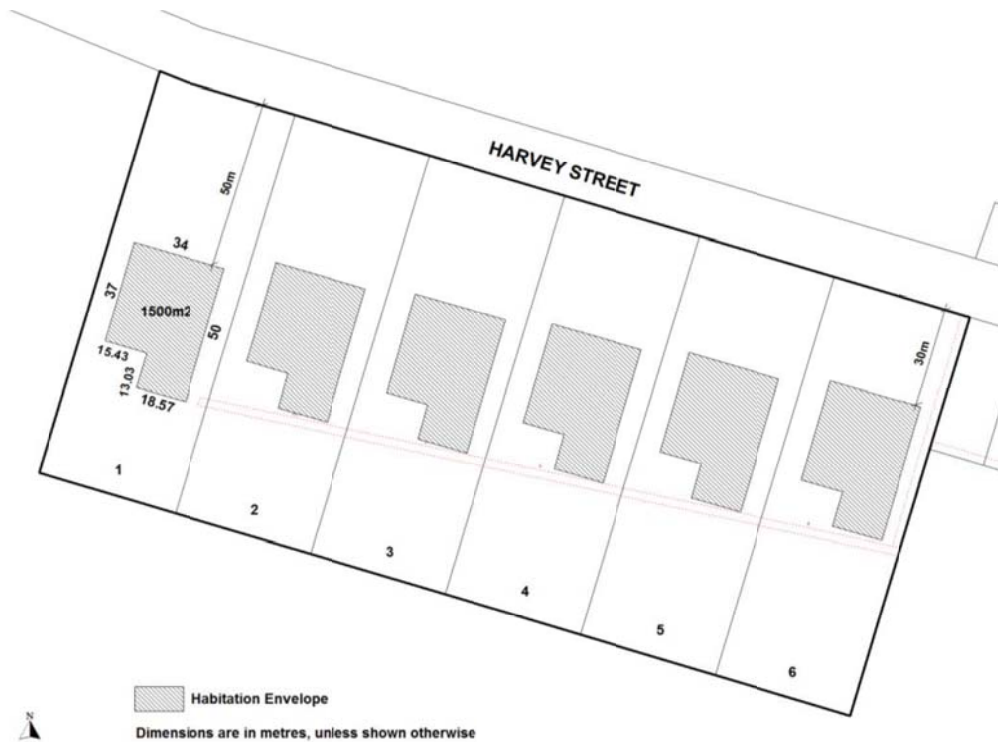 HARVEY STREET
50m
34
37
1500m2
50
15.43
13.03
18.57
30m
1
2
3
4
5
6
Habitation Envelope
N
Dimensions are in metres, unless shown otherwise